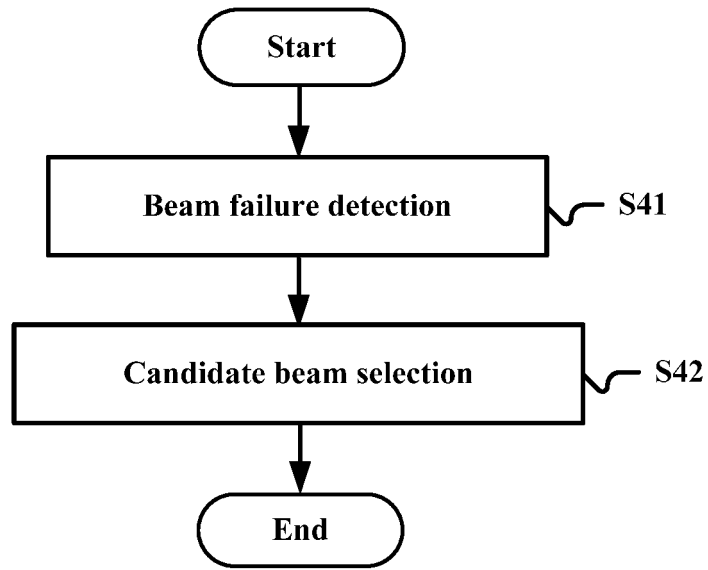 Start
Beam failure detection
S41
Candidate beam selection
S42
End